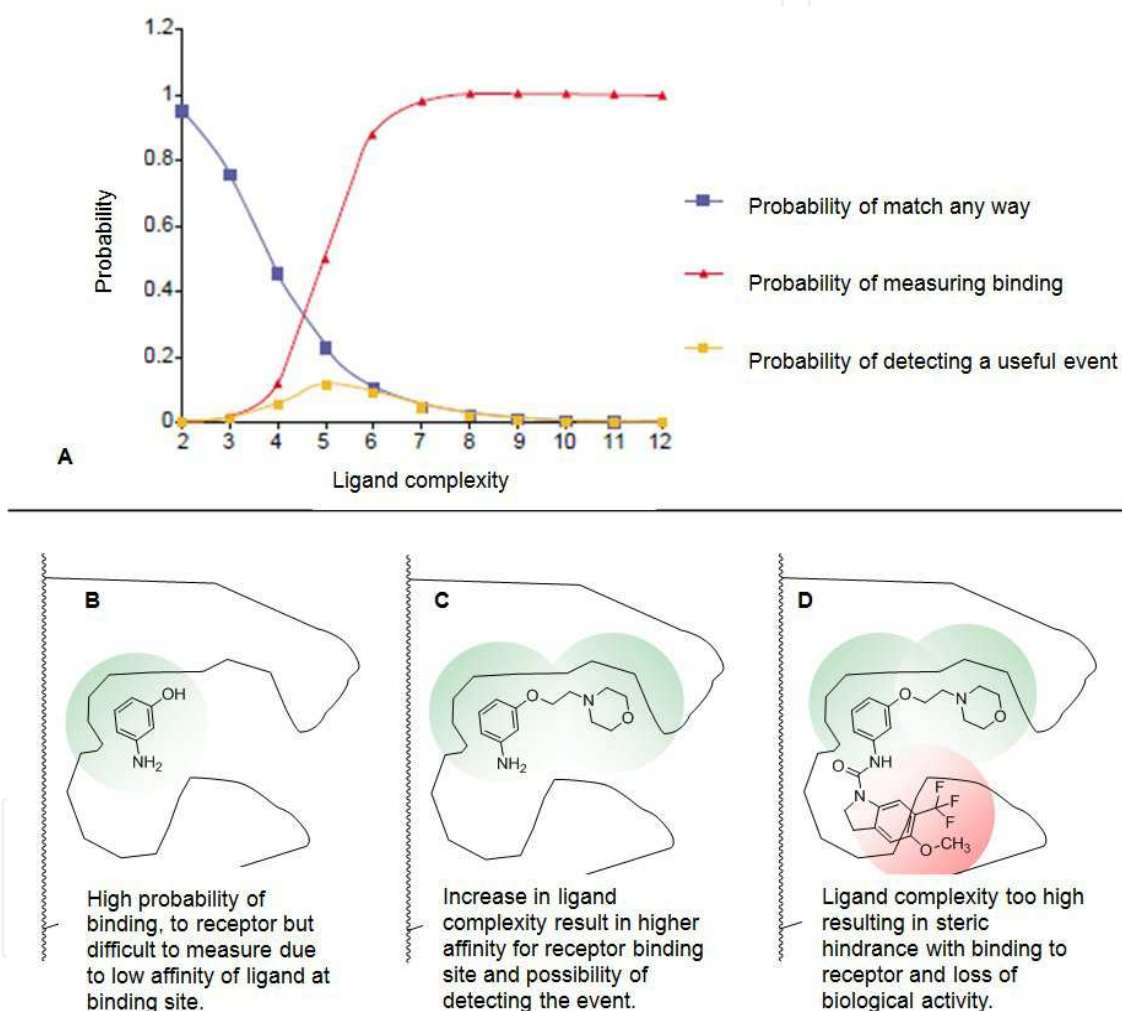 1.2
1
0.8
0.6
0.4
0.2
0
Probability
2 3 4 5 6 7 8 9 10 11 12
Ligand complexity
A
Probability of match any way
Probability of measuring binding
Probability of detecting a useful event
B
OH
NH2
High probability of
binding, to receptor but
difficult to measure due
to low affinity of ligand at
binding site.
C
O
N
O
NH2
Increase in ligand
complexity result in higher
affinity for receptor binding
site and possibility of
detecting the event.
D
O
N
O
NH
O
N
F
F
F
O-CH3
Ligand complexity too high
resulting in steric
hindrance with binding to
receptor and loss of
biological activity.